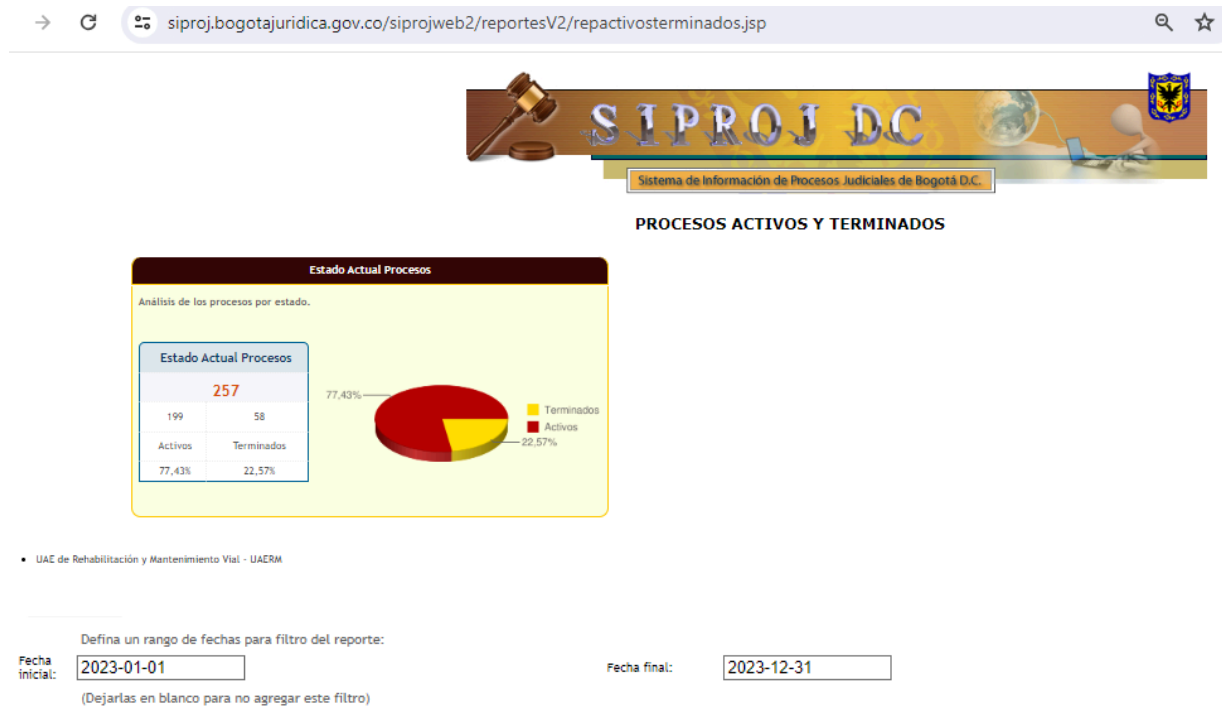 siproj.bogotajuridica.gov.co/siprojweb2/reportesV2/repactivosterminados.jsp
SIPROJ DC
Sistema de Información de Procesos Judiciales de Bogotá D.C.
PROCESOS ACTIVOS Y TERMINADOS
Estado Actual Procesos
Análisis de los procesos por estado.
Estado Actual Procesos
257
199 58
Activos Terminados
77,43% 22,57%
77,43%
Terminados
Activos
22,57%
• UAE de Rehabilitación y Mantenimiento Vial - UAERM
Defina un rango de fechas para filtro del reporte:
Fecha inicial: 2023-01-01 Fecha final: 2023-12-31
(Dejarlas en blanco para no agregar este filtro)